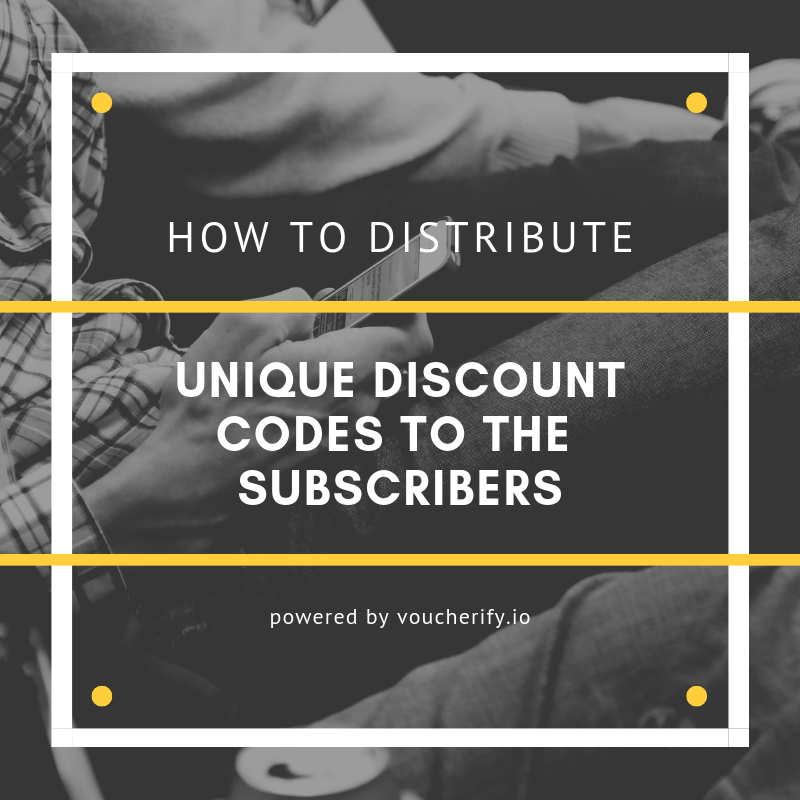 HOW TO DISTRIBUTE
UNIQUE DISCOUNT
CODES TO THE
SUBSCRIBERS
powered by voucherify.io